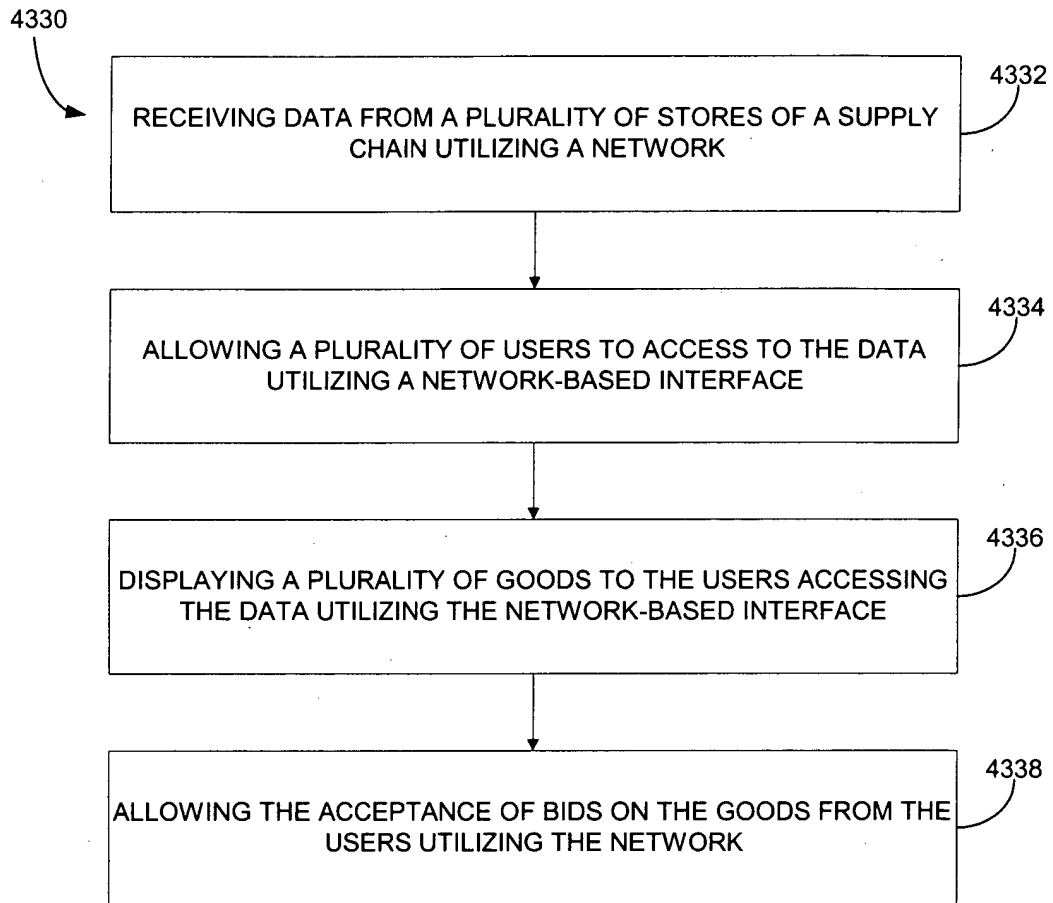 4330
4332
RECEIVING DATA FROM A PLURALITY OF STORES OF A SUPPLY
CHAIN UTILIZING A NETWORK
4334
ALLOWING A PLURALITY OF USERS TO ACCESS TO THE DATA
UTILIZING A NETWORK-BASED INTERFACE
4336
DISPLAYING A PLURALITY OF GOODS TO THE USERS ACCESSING
THE DATA UTILIZING THE NETWORK-BASED INTERFACE
4338
ALLOWING THE ACCEPTANCE OF BIDS ON THE GOODS FROM THE
USERS UTILIZING THE NETWORK